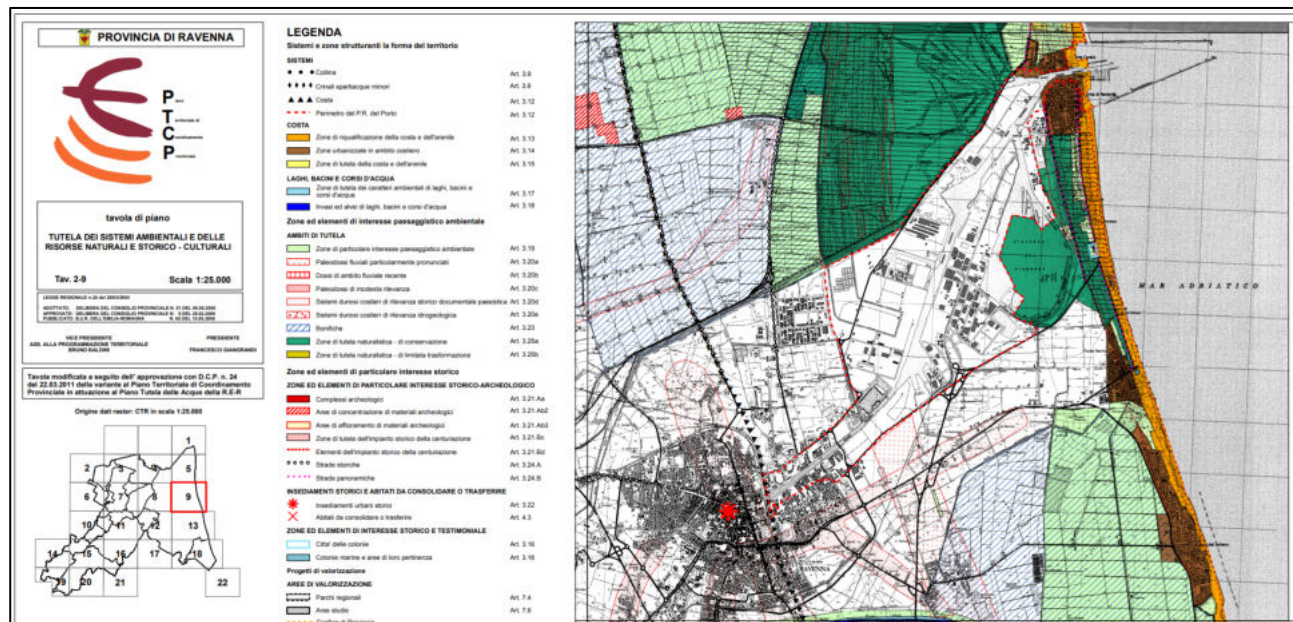 PROVINCIA DI RAVENNA
P iano
T erritoriale di
C oordinamento
P rovinciale
tavola di piano
TUTELA DEI SISTEMI AMBIENTALI E DELLE
RISORSE NATURALI E STORICO - CULTURALI
Tav. 2-9 Scala 1:25.000
VICE PRESIDENTE
ASS. ALLA PROGRAMMAZIONE TERRITORIALE
BRUNO BALDINI
PRESIDENTE
FRANCESCO GIANGRANDI
Tavola modificata a seguito dell' approvazione con D.C.P. n. 24
del 22.03.2011 della variante al Piano Territoriale di Coordinamento
Provinciale in attuazione al Piano Tutela delle Acque della R.E-R
Origine dati raster: CTR in scala 1:25.000
1
2 3 4 5
6 7 8 9
10 11 12 13
14 15 16 17 18
19 20 21 22
LEGENDA
Sistemi e zone strutturanti la forma del territorio
SISTEMI
Collina Art. 3.9
Crinali spartiacque minori Art. 3.9
Costa Art. 3.12
Perimetro del P.R. del Porto Art. 3.12
COSTA
Zone di riqualificazione della costa e dell'arenile Art. 3.13
Zone urbanizzate in ambito costiero Art. 3.14
Zone di tutela della costa e dell'arenile Art. 3.15
LAGHI, BACINI E CORSI D'ACQUA
Zone di tutela dei caratteri ambientali di laghi, bacini e
corsi d'acqua Art. 3.17
Invasi ed alvei di laghi, bacini e corsi d'acqua Art. 3.18
Zone ed elementi di interesse paesaggistico ambientale
AMBITI DI TUTELA
Zone di particolare interesse paesaggistico ambientale Art. 3.19
Paleodossi fluviali particolarmente pronunciati Art. 3.20a
Dossi di ambito fluviale recente Art. 3.20b
Paleodossi di modesta rilevanza Art. 3.20c
Sistemi dunosi costieri di rilevanza storico documentale paesistica Art. 3.20d
Sistemi dunosi costieri di rilevanza idrogeologica Art. 3.20e
Bonifiche Art. 3.23
Zone di tutela naturalistica - di conservazione Art. 3.25a
Zone di tutela naturalistica - di limitata trasformazione Art. 3.25b
Zone ed elementi di particolare interesse storico
ZONE ED ELEMENTI DI PARTICOLARE INTERESSE STORICO-ARCHEOLOGICO
Complessi archeologici Art. 3.21.Aa
Aree di concentrazione di materiali archeologici Art. 3.21.Ab2
Aree di affioramento di materiali archeologici Art. 3.21.Ab3
Zone di tutela dell'impianto storico della centuriazione Art. 3.21.Bc
Elementi dell'impianto storico della centuriazione Art. 3.21.Bd
Strade storiche Art. 3.24.A
Strade panoramiche Art. 3.24.B
INSEDIAMENTI STORICI E ABITATI DA CONSOLIDARE O TRASFERIRE
Insediamenti urbani storici Art. 3.22
Abitati da consolidare o trasferire Art. 4.3
ZONE ED ELEMENTI DI INTERESSE STORICO E TESTIMONIALE
Citta' delle colonie Art. 3.16
Colonie marine e aree di loro pertinenza Art. 3.16
Progetti di valorizzazione
AREE DI VALORIZZAZIONE
Parchi regionali Art. 7.4
Aree studio Art. 7.6
MAR ADRIATICO
RAVENNA